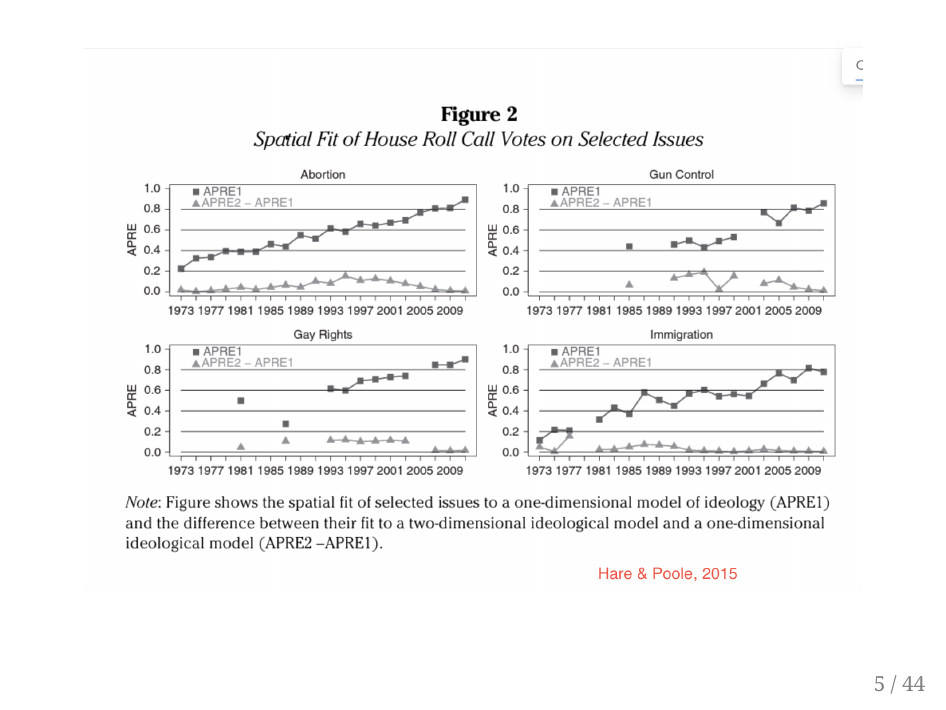 Figure 2
Spatial Fit of House Roll Call Votes on Selected Issues
Abortion
1.0
0.8
0.6
0.4
0.2
0.0
APRE
APRE1
APRE2 – APRE1
1973 1977 1981 1985 1989 1993 1997 2001 2005 2009
Gun Control
1.0
0.8
0.6
0.4
0.2
0.0
APRE
APRE1
APRE2 – APRE1
1973 1977 1981 1985 1989 1993 1997 2001 2005 2009
Gay Rights
1.0
0.8
0.6
0.4
0.2
0.0
APRE
APRE1
APRE2 – APRE1
1973 1977 1981 1985 1989 1993 1997 2001 2005 2009
Immigration
1.0
0.8
0.6
0.4
0.2
0.0
APRE
APRE1
APRE2 – APRE1
1973 1977 1981 1985 1989 1993 1997 2001 2005 2009
Note: Figure shows the spatial fit of selected issues to a one-dimensional model of ideology (APRE1)
and the difference between their fit to a two-dimensional ideological model and a one-dimensional
ideological model (APRE2 –APRE1).
Hare & Poole, 2015
5 / 44